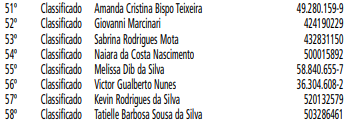 51º Classificado Amanda Cristina Bispo Teixeira 49.280.159-9
52º Classificado Giovanni Marcinari 424190229
53º Classificado Sabrina Rodrigues Mota 432831150
54º Classificado Naiara da Costa Nascimento 500015892
55º Classificado Melissa Dib da Silva 58.840.655-7
56º Classificado Victor Gualberto Nunes 36.304.608-2
57º Classificado Kevin Rodrigues da Silva 520132579
58º Classificado Tatielle Barbosa Sousa da Silva 503286461